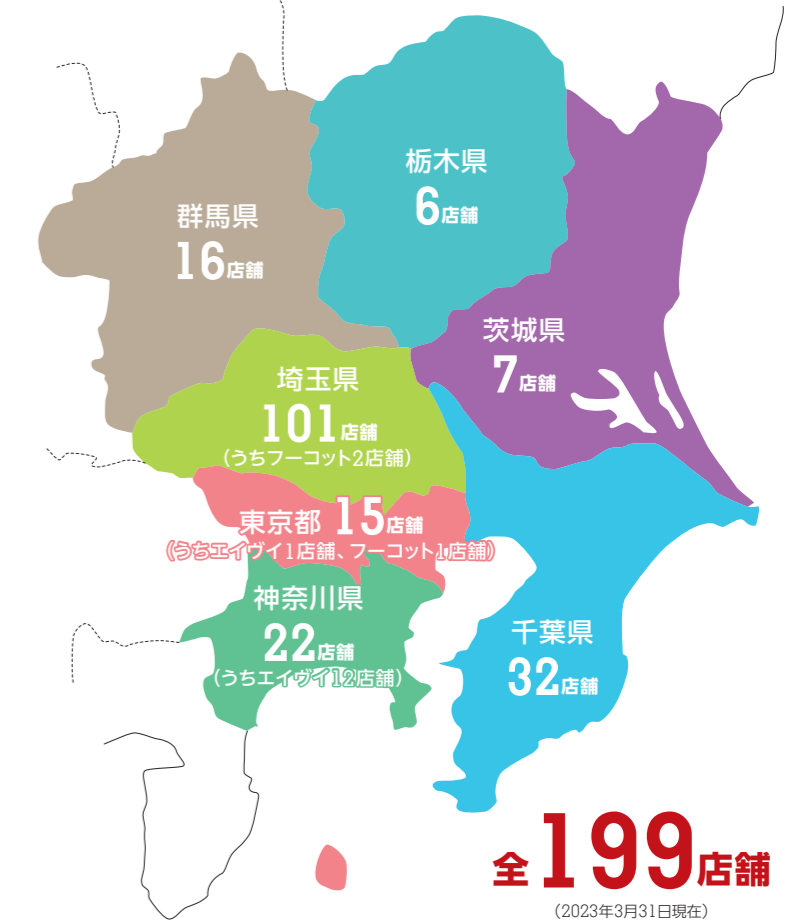 栃木県
6店舗
群馬県
16店舗
茨城県
7店舗
埼玉県
101店舗
(うちフーコット2店舗)
東京都 15店舗
(うちエイヴイ1店舗、フーコット1店舗)
神奈川県
22店舗
(うちエイヴイ12店舗)
千葉県
32店舗
全199店舗
(2023年3月31日現在)